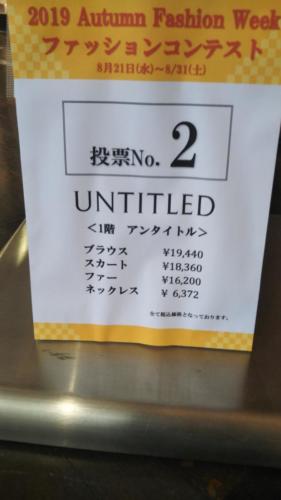 2019 Autumn Fashion Week
ファッションコンテスト
8月21日(水)~8/31(土)
投票No. 2
UNTITLED
<1階 アンタイトル>
ブラウス ¥19,440
スカート ¥18,360
ファー ¥16,200
ネックレス ¥ 6,372
全て税込価格となっております。